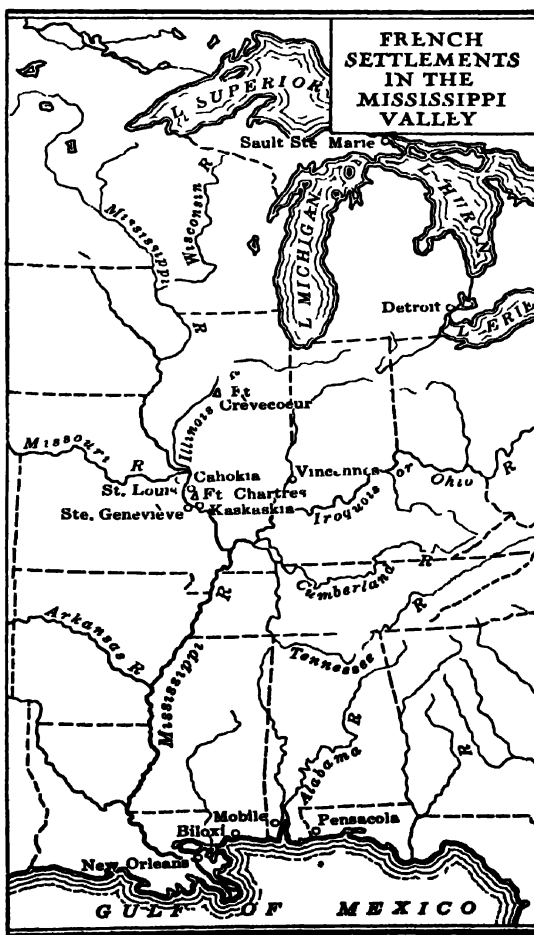 FRENCH
SETTLEMENTS
IN THE
MISSISSIPPI
VALLEY
L SUPERIOR
Sault Ste Marie
L HURON
L MICHIGAN
Wisconsin R
Mississippi R
Detroit
L ERIE
Ft
Crèvecoeur
Illinois R
Missouri R
Cahokia
Vincennes
St. Louis
Ft Chartres
Ste. Geneviève
Kaskaskia
Iroquois or Ohio R
Cumberland R
Arkansas R
Mississippi R
Tennessee R
Alabama R
R
Mobile
Pensacola
Biloxi
New Orleans
GULF OF MEXICO